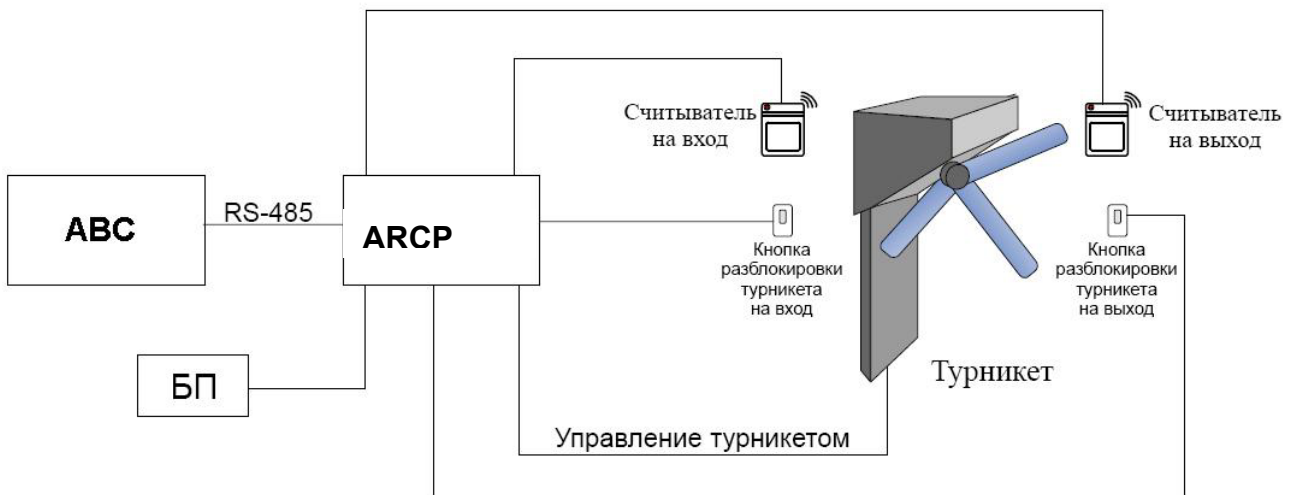 Считыватель
на вход
Считыватель
на выход
ABC
RS-485
ARCP
Кнопка
разблокировки
турникета
на вход
Кнопка
разблокировки
турникета
на выход
БП
Турникет
Управление турникетом